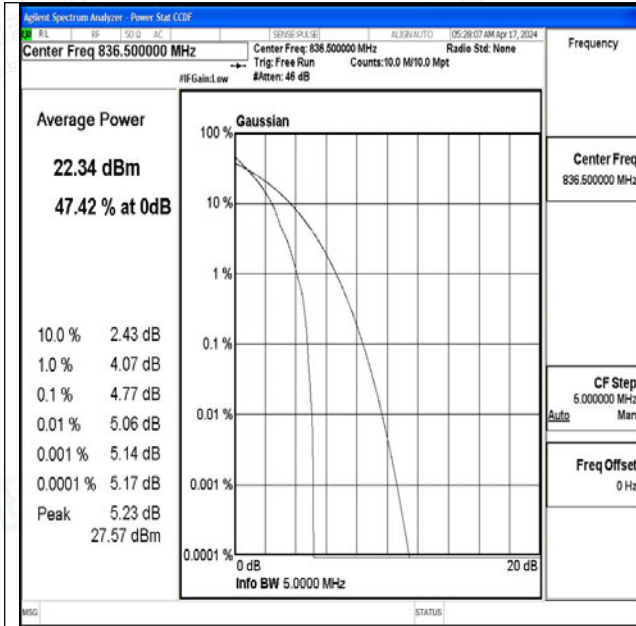 Agilent Spectrum Analyzer - Power Stat CCDF
RL RF 50 Ω AC SENSE:PULSE ALIGNAUTO 05:28:07 AM Apr 17, 2024
Center Freq 836.500000 MHz
Center Freq: 836.500000 MHz Radio Std: None
Trig: Free Run Counts:10.0 M/10.0 Mpt
#IFGain:Low #Atten: 46 dB
Frequency
Average Power
22.34 dBm
47.42 % at 0dB
10.0 % 2.43 dB
1.0 % 4.07 dB
0.1 % 4.77 dB
0.01 % 5.06 dB
0.001 % 5.14 dB
0.0001 % 5.17 dB
Peak 5.23 dB
27.57 dBm
Gaussian
100 %
10 %
1 %
0.1 %
0.01 %
0.001 %
0.0001 %
0 dB 20 dB
Info BW 5.0000 MHz
Center Freq
836.500000 MHz
CF Step
5.000000 MHz
Auto Man
Freq Offset
0 Hz
MSG STATUS